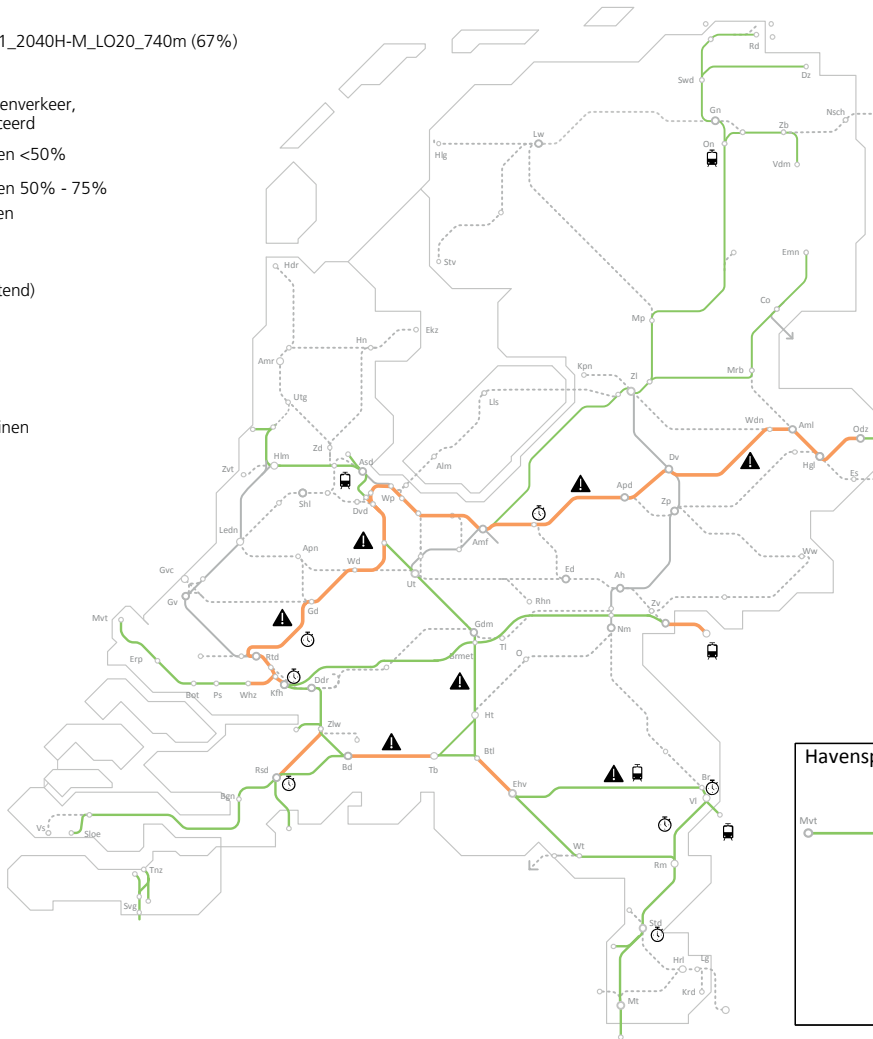 1_2040H-M_LO20_740m (67%)
enverkeer,
ceerd
en <50%
en 50% - 75%
en
tend)
inen
Rd
Swd
Dz
Gn
Nsch
Zb
On
Vdm
Lw
Hlg
Stv
Emn
Hdr
Co
Mp
Ekz
Hn
Amr
Kpn
Zl
Mrb
Utg
Lls
Wdn
Aml
Odz
Zd
Hgl
Zvt
Hlm
Asd
Alm
Dv
Es
Apd
Wp
Shl
Dvd
Zp
Ledn
Amf
Apn
Wd
Ww
Gvc
Ut
Ed
Ah
Gv
Gd
Rhn
Zv
Mvt
Gdm
Nm
Tl
Rtd
Brmet
O
Erp
Ddr
Bot
Ps
Whz
Kfh
Ht
Zlw
Btl
Bd
Tb
Rsd
Havensp
Br
Bgn
Ehv
Vl
Mvt
Vs
Sloe
Wt
Rm
Tnz
Svg
Std
Hrl
Lg
Krd
Mt